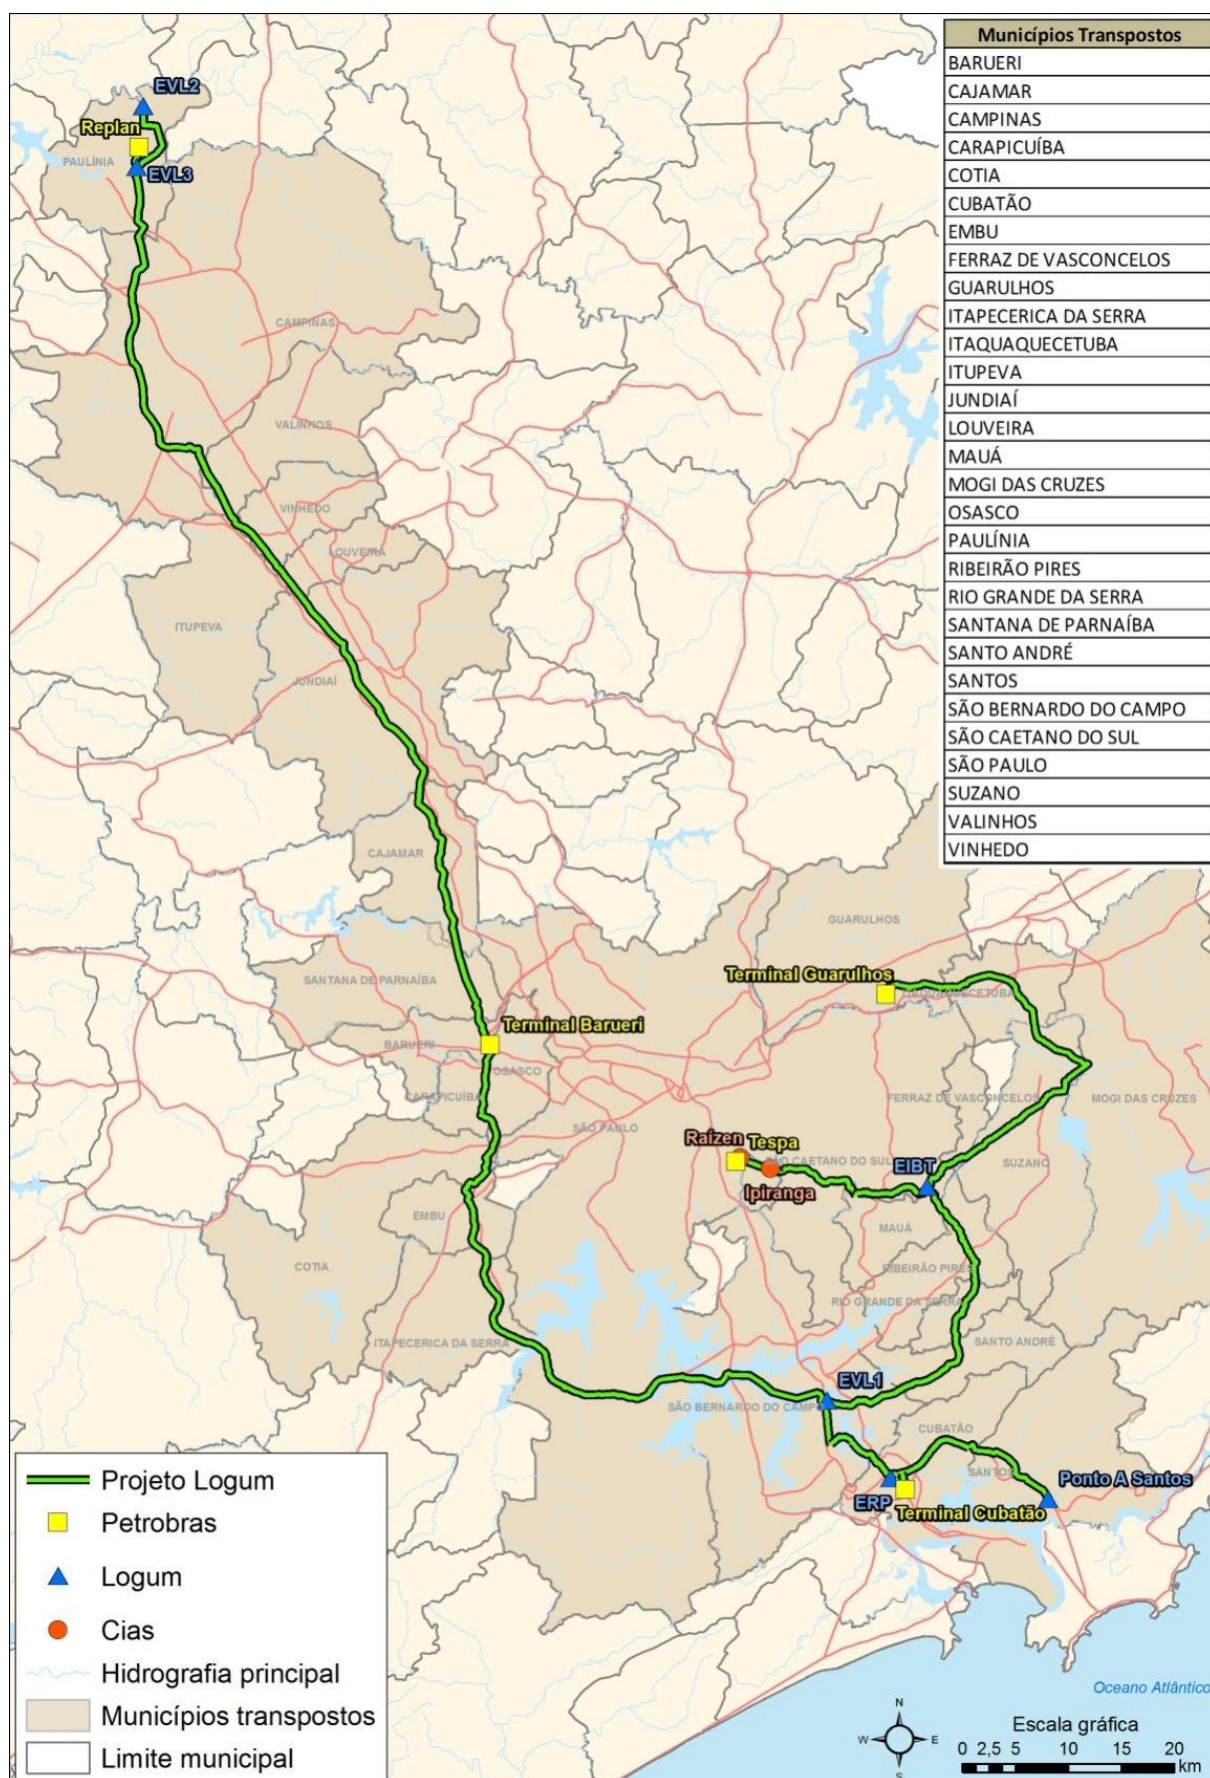 Municípios Transpostos
BARUERI
CAJAMAR
CAMPINAS
CARAPICUÍBA
COTIA
CUBATÃO
EMBU
FERRAZ DE VASCONCELOS
GUARULHOS
ITAPECERICA DA SERRA
ITAQUAQUECETUBA
ITUPEVA
JUNDIAÍ
LOUVEIRA
MAUÁ
MOGI DAS CRUZES
OSASCO
PAULÍNIA
RIBEIRÃO PIRES
RIO GRANDE DA SERRA
SANTANA DE PARNAÍBA
SANTO ANDRÉ
SANTOS
SÃO BERNARDO DO CAMPO
SÃO CAETANO DO SUL
SÃO PAULO
SUZANO
VALINHOS
VINHEDO
EVL2
Replan
PAULÍNIA
EVL3
CAMPINAS
VALINHOS
VINHEDO
LOUVEIRA
ITUPEVA
JUNDIAÍ
CAJAMAR
GUARULHOS
SANTANA DE PARNAÍBA
Terminal Guarulhos
ITAQUAQUECETUBA
Terminal Barueri
BARUERI
OSASCO
CARAPICUÍBA
FERRAZ DE VASCONCELOS
MOGI DAS CRUZES
SÃO PAULO
Raízen
Tespa
SÃO CAETANO DO SUL
EIBT
SUZANO
Ipiranga
EMBU
MAUÁ
COTIA
RIBEIRÃO PIRES
RIO GRANDE DA SERRA
ITAPECERICA DA SERRA
SANTO ANDRÉ
EVL1
SÃO BERNARDO DO CAMPO
CUBATÃO
SANTOS
Ponto A Santos
ERP
Terminal Cubatão
Projeto Logum
Petrobras
Logum
Cias
Hidrografia principal
Municípios transpostos
Limite municipal
Oceano Atlântico
N
W
E
S
Escala gráfica
0 2,5 5 10 15 20
km